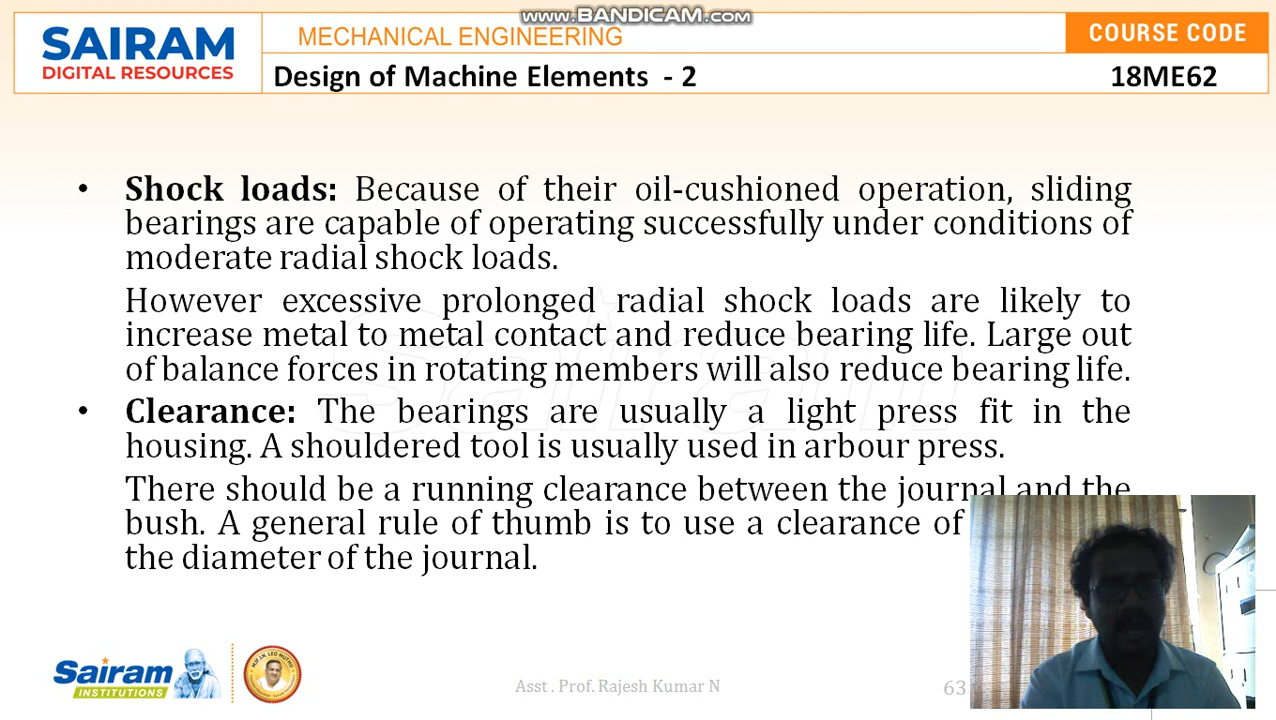 www.BANDICAM.com
SAIRAM
DIGITAL RESOURCES
MECHANICAL ENGINEERING
COURSE CODE
Design of Machine Elements - 2
18ME62
• Shock loads: Because of their oil-cushioned operation, sliding
bearings are capable of operating successfully under conditions of
moderate radial shock loads.
However excessive prolonged radial shock loads are likely to
increase metal to metal contact and reduce bearing life. Large out
of balance forces in rotating members will also reduce bearing life.
• Clearance: The bearings are usually a light press fit in the
housing. A shouldered tool is usually used in arbour press.
There should be a running clearance between the journal and the
bush. A general rule of thumb is to use a clearance of
the diameter of the journal.
Sairam
Sairam
INSTITUTIONS
MJF. LN. LEO MUTHU
Asst . Prof. Rajesh Kumar N
63